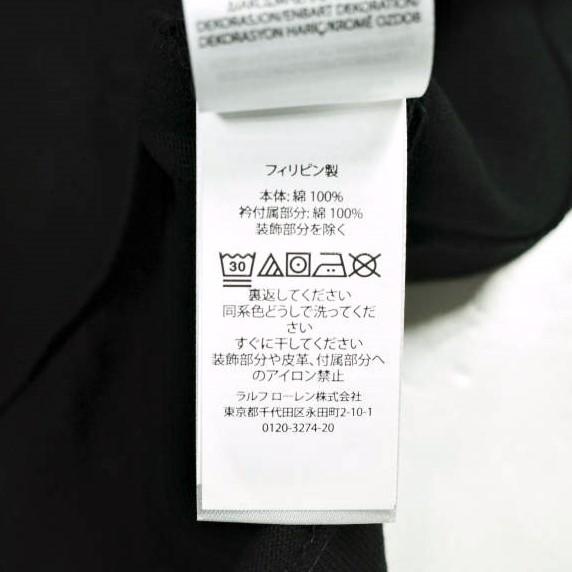 DEKORASJON/ENBART DEKORATION/
DEKORASYON HARIÇ/KROMĚ OZDOB
フィリピン製
本体: 綿 100%
衿付属部分: 綿 100%
装飾部分を除く
30
裏返してください
同系色どうしで洗ってくだ
さい
すぐに干してください
装飾部分や皮革、付属部分へ
のアイロン禁止
ラルフ ローレン株式会社
東京都千代田区永田町2-10-1
0120-3274-20